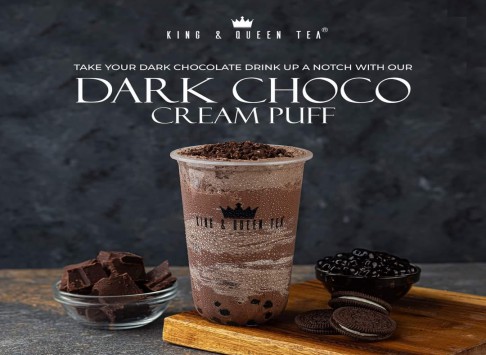 KING & QUEEN TEA®
TAKE YOUR DARK CHOCOLATE DRINK UP A NOTCH WITH OUR
DARK CHOCO
CREAM PUFF
KING & QUEEN TEA